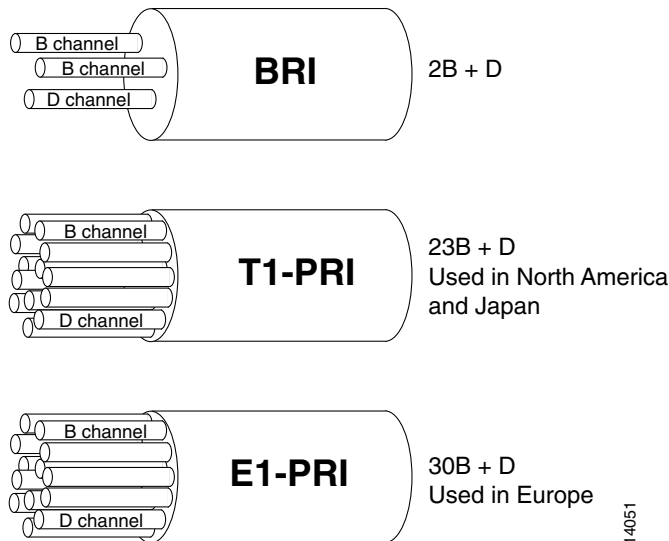 B channel
B channel
D channel
BRI
2B + D
B channel
D channel
T1-PRI
23B + D
Used in North America
and Japan
B channel
D channel
E1-PRI
30B + D
Used in Europe
14051